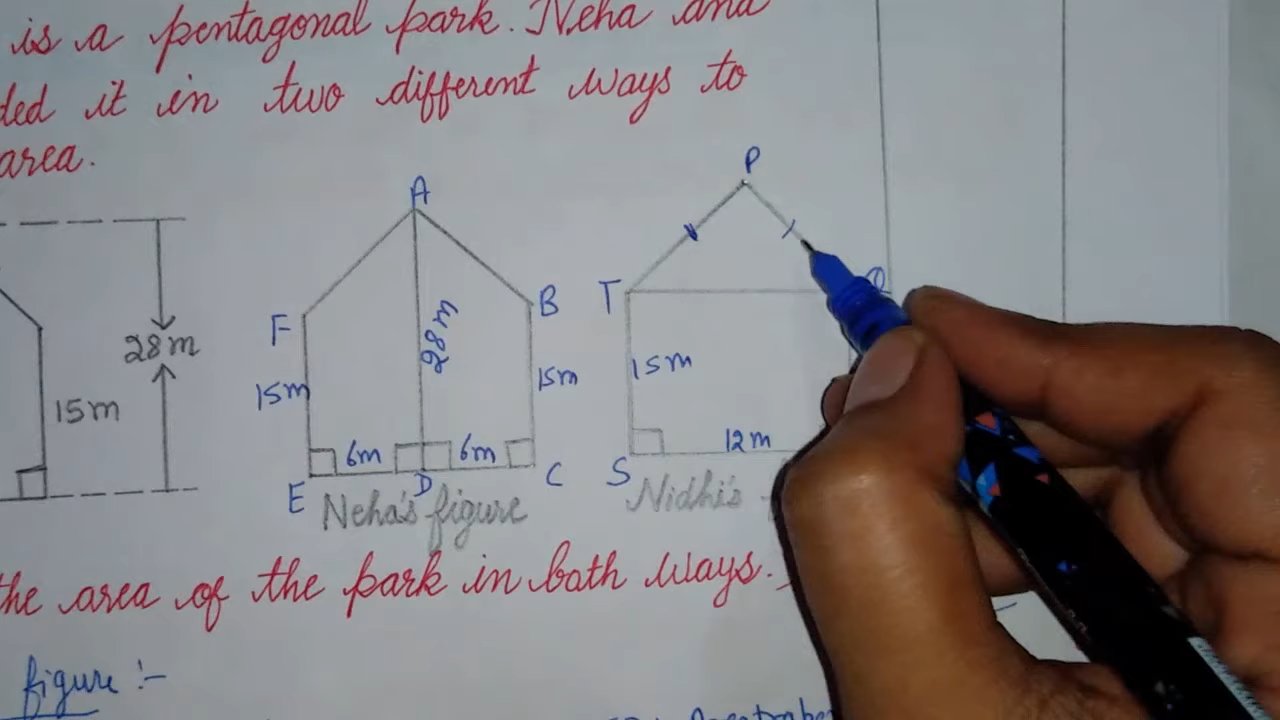 is a pentagonal park. Neha and
ded it in two different ways to
area.
28m
15m
A
F
B
28m
15m
15m
6m
6m
E
D
C
Neha's figure
P
T
Q
15m
12m
S
Nidhi's
the area of the park in both ways.
figure :-